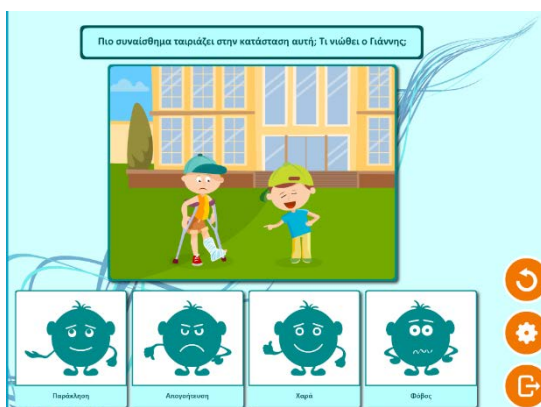 Πιο συναίσθημα ταιριάζει στην κατάσταση αυτή; Τι νιώθει ο Γιάννης;
Παράκληση
Απογοήτευση
Χαρά
Φόβος